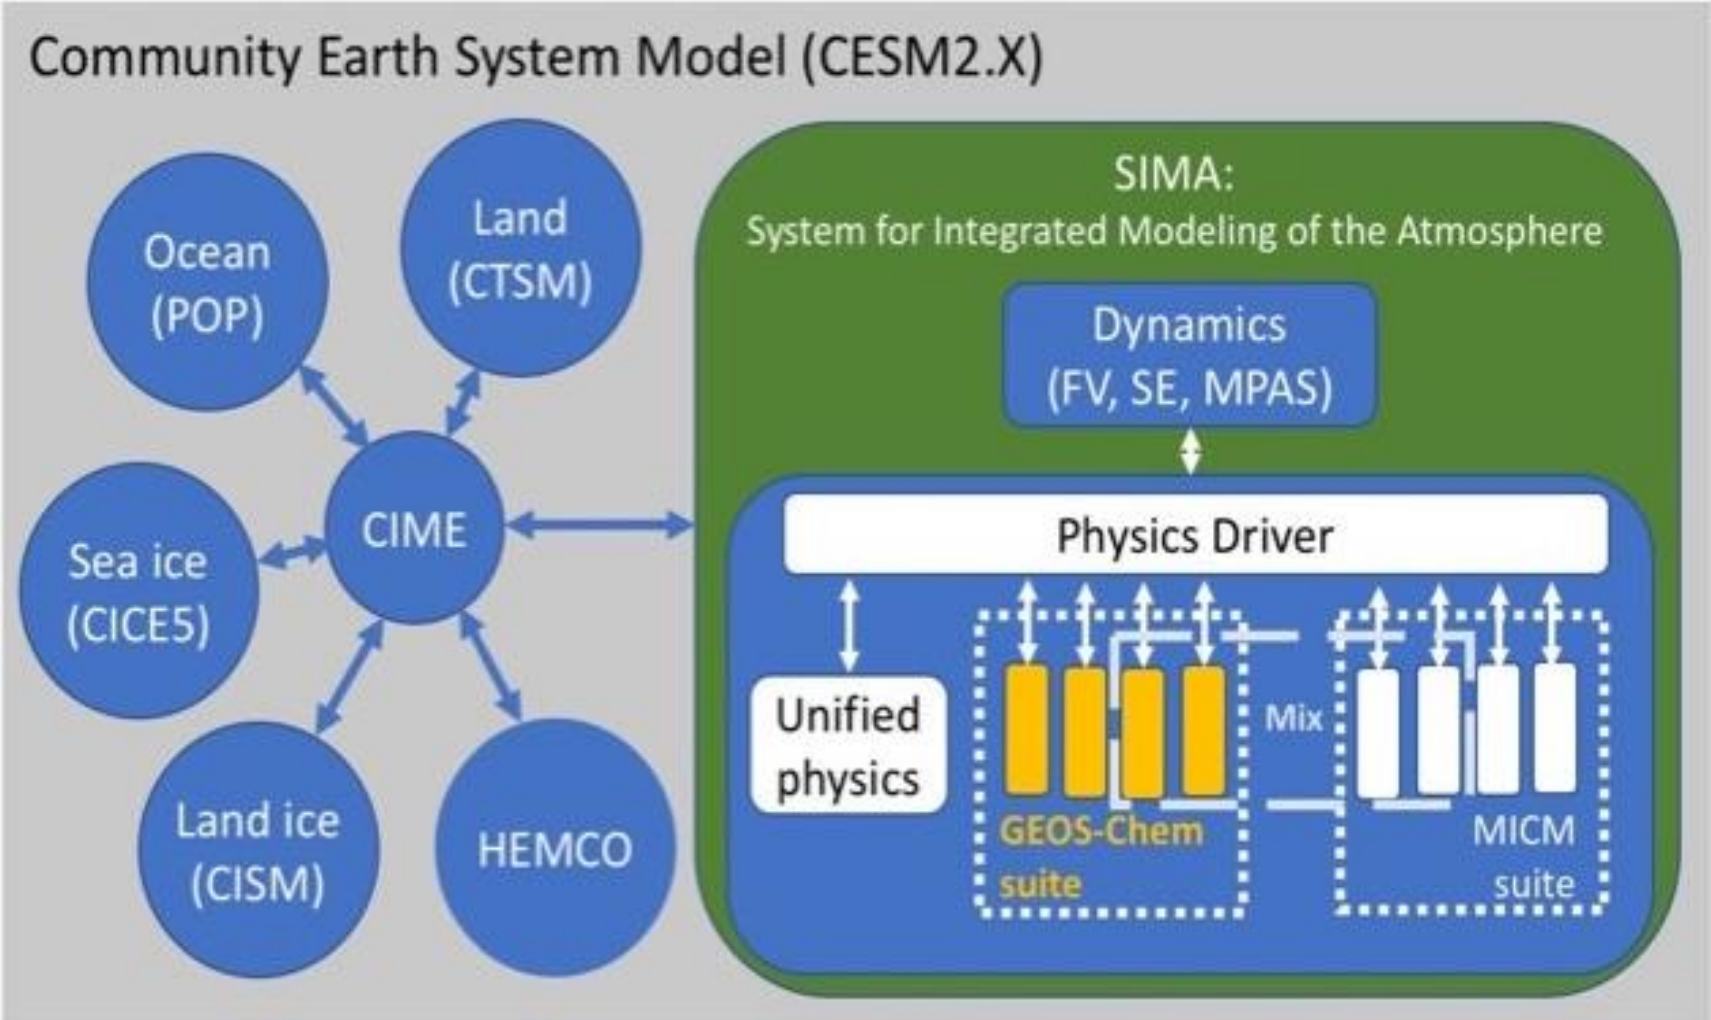 Community Earth System Model (CESM2.X)
Ocean
(POP)
Land
(CTSM)
CIME
Sea ice
(CICE5)
Land ice
(CISM)
HEMCO
SIMA:
System for Integrated Modeling of the Atmosphere
Dynamics
(FV, SE, MPAS)
Physics Driver
Unified
physics
GEOS-Chem
suite
Mix
MICM
suite